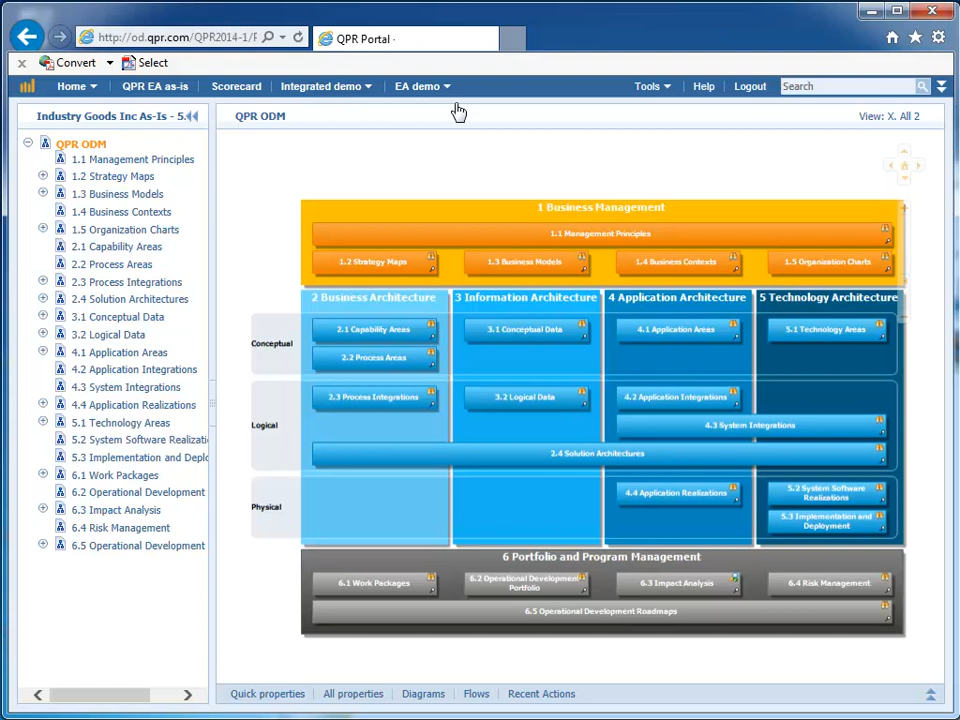 http://od.qpr.com/QPR2014-1/F
QPR Portal -
x Convert Select
Home QPR EA as-is Scorecard Integrated demo EA demo Tools Help Logout Search
Industry Goods Inc As-Is - 5.
QPR ODM
View: X. All 2
QPR ODM
1.1 Management Principles
1.2 Strategy Maps
1.3 Business Models
1.4 Business Contexts
1.5 Organization Charts
2.1 Capability Areas
2.2 Process Areas
2.3 Process Integrations
2.4 Solution Architectures
3.1 Conceptual Data
3.2 Logical Data
4.1 Application Areas
4.2 Application Integrations
4.3 System Integrations
4.4 Application Realizations
5.1 Technology Areas
5.2 System Software Realizati
5.3 Implementation and Deplo
6.1 Work Packages
6.2 Operational Development
6.3 Impact Analysis
6.4 Risk Management
6.5 Operational Development
1 Business Management
1.1 Management Principles
1.2 Strategy Maps
1.3 Business Models
1.4 Business Contexts
1.5 Organization Charts
2 Business Architecture
3 Information Architecture
4 Application Architecture
5 Technology Architecture
Conceptual
2.1 Capability Areas
3.1 Conceptual Data
4.1 Application Areas
5.1 Technology Areas
2.2 Process Areas
Logical
2.3 Process Integrations
3.2 Logical Data
4.2 Application Integrations
4.3 System Integrations
2.4 Solution Architectures
Physical
4.4 Application Realizations
5.2 System Software
Realizations
5.3 Implementation and
Deployment
6 Portfolio and Program Management
6.1 Work Packages
6.2 Operational Development
Portfolio
6.3 Impact Analysis
6.4 Risk Management
6.5 Operational Development Roadmaps
Quick properties All properties Diagrams Flows Recent Actions